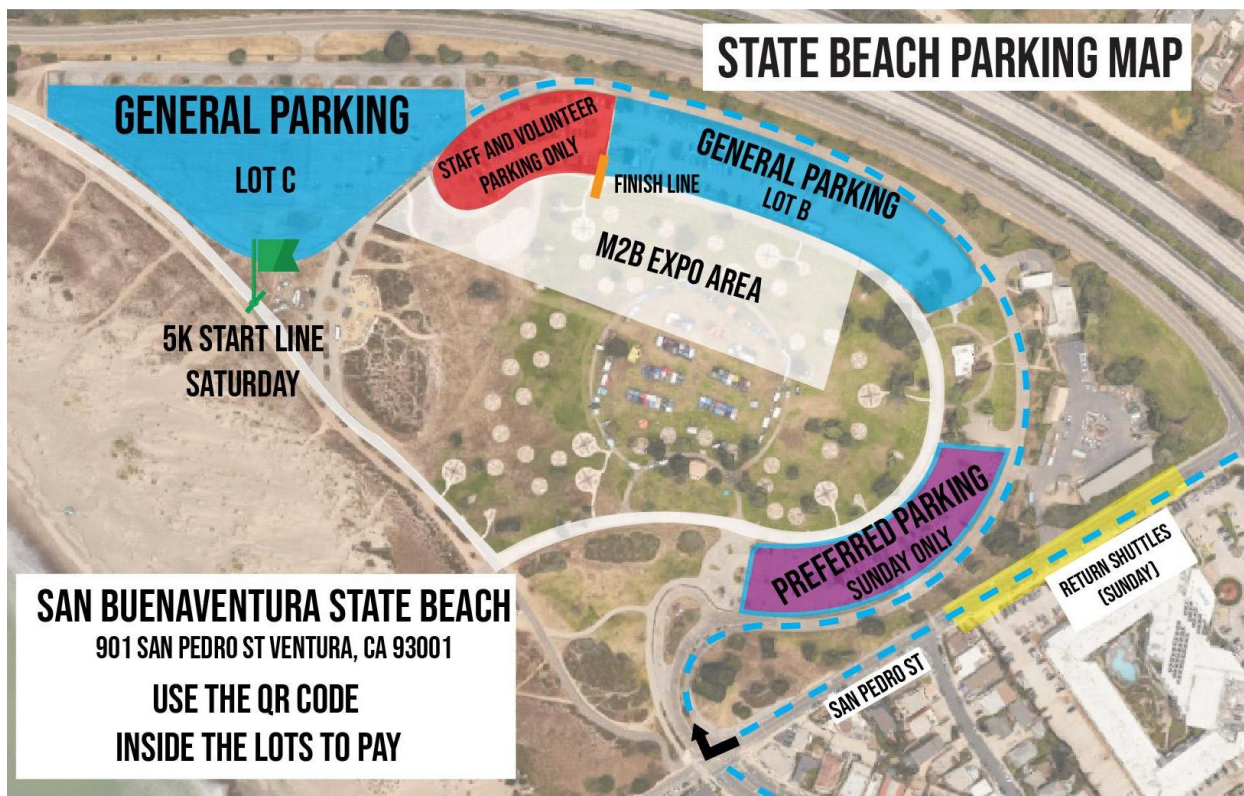 STATE BEACH PARKING MAP
GENERAL PARKING
LOT C
STAFF AND VOLUNTEER
PARKING ONLY
GENERAL PARKING
LOT B
FINISH LINE
M2B EXPO AREA
5K START LINE
SATURDAY
PREFERRED PARKING
SUNDAY ONLY
RETURN SHUTTLES
(SUNDAY)
SAN PEDRO ST
SAN BUENAVENTURA STATE BEACH
901 SAN PEDRO ST VENTURA, CA 93001
USE THE QR CODE
INSIDE THE LOTS TO PAY